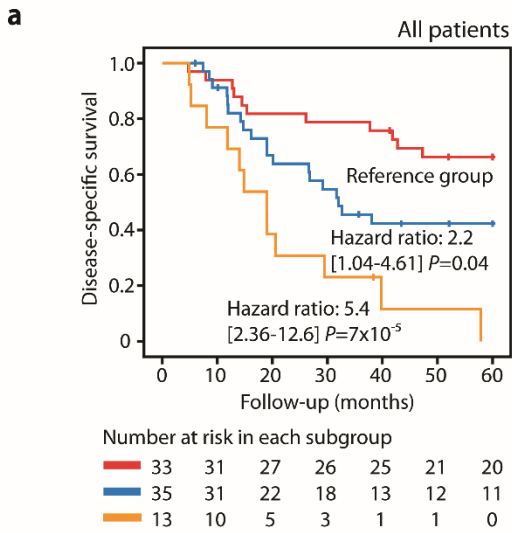 a
All patients
Disease-specific survival
1.0
0.8
0.6
0.4
0.2
0
Reference group
Hazard ratio: 2.2
[1.04-4.61] P=0.04
Hazard ratio: 5.4
[2.36-12.6] P=7x10⁻⁵
0 10 20 30 40 50 60
Follow-up (months)
Number at risk in each subgroup
33 31 27 26 25 21 20
35 31 22 18 13 12 11
13 10 5 3 1 1 0